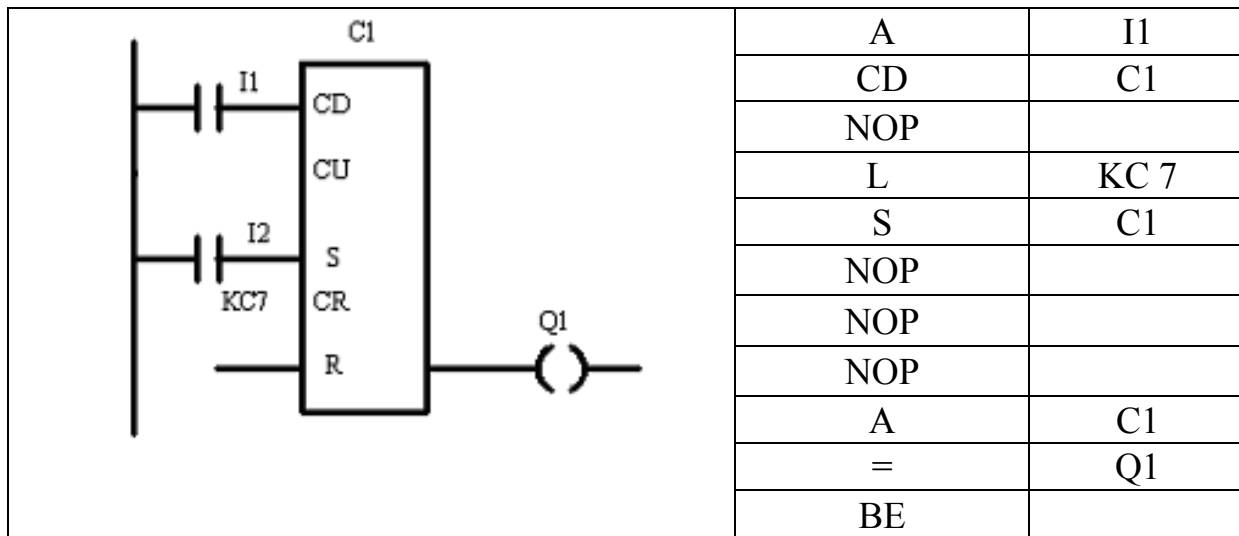 C1
I1
CD
CU
I2
S
KC7
CR
Q1
R
A I1
CD C1
NOP
L KC 7
S C1
NOP
NOP
NOP
A C1
= Q1
BE